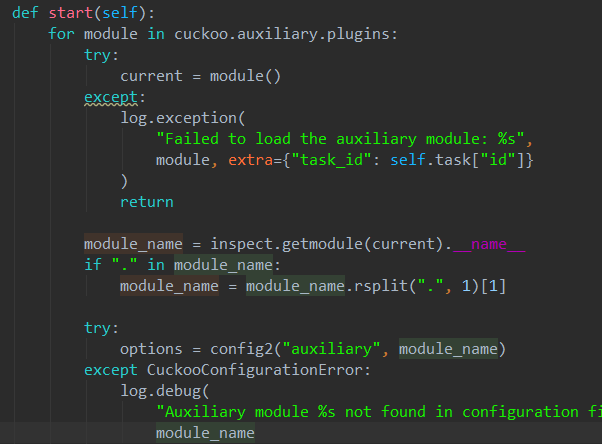 def start(self):
for module in cuckoo.auxiliary.plugins:
try:
current = module()
except:
log.exception(
"Failed to load the auxiliary module: %s",
module, extra={"task_id": self.task["id"]}
)
return
module_name = inspect.getmodule(current).__name__
if "." in module_name:
module_name = module_name.rsplit(".", 1)[1]
try:
options = config2("auxiliary", module_name)
except CuckooConfigurationError:
log.debug(
"Auxiliary module %s not found in configuration fi
module_name